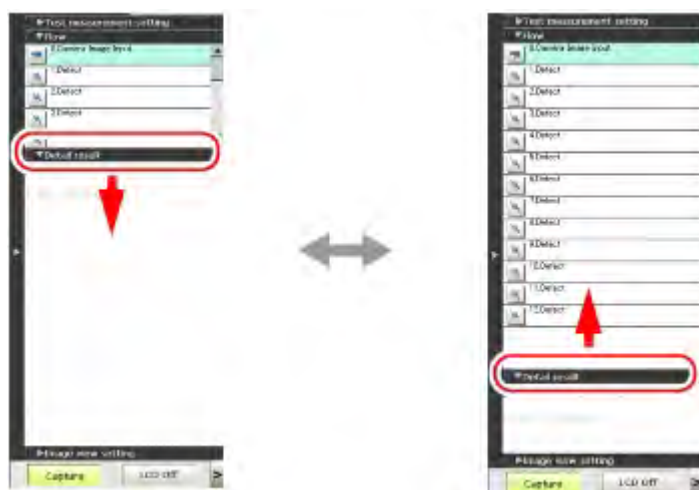 Test measurement setting
Flow
0.Camera Image Input
1.Detect
2.Detect
3.Detect
Detail result
Image view setting
Capture
LCD Off
>
Test measurement setting
Flow
0.Camera Image Input
1.Detect
2.Detect
3.Detect
4.Detect
5.Detect
6.Detect
7.Detect
8.Detect
9.Detect
10.Detect
11.Detect
12.Detect
Detail result
Image view setting
Capture
LCD Off